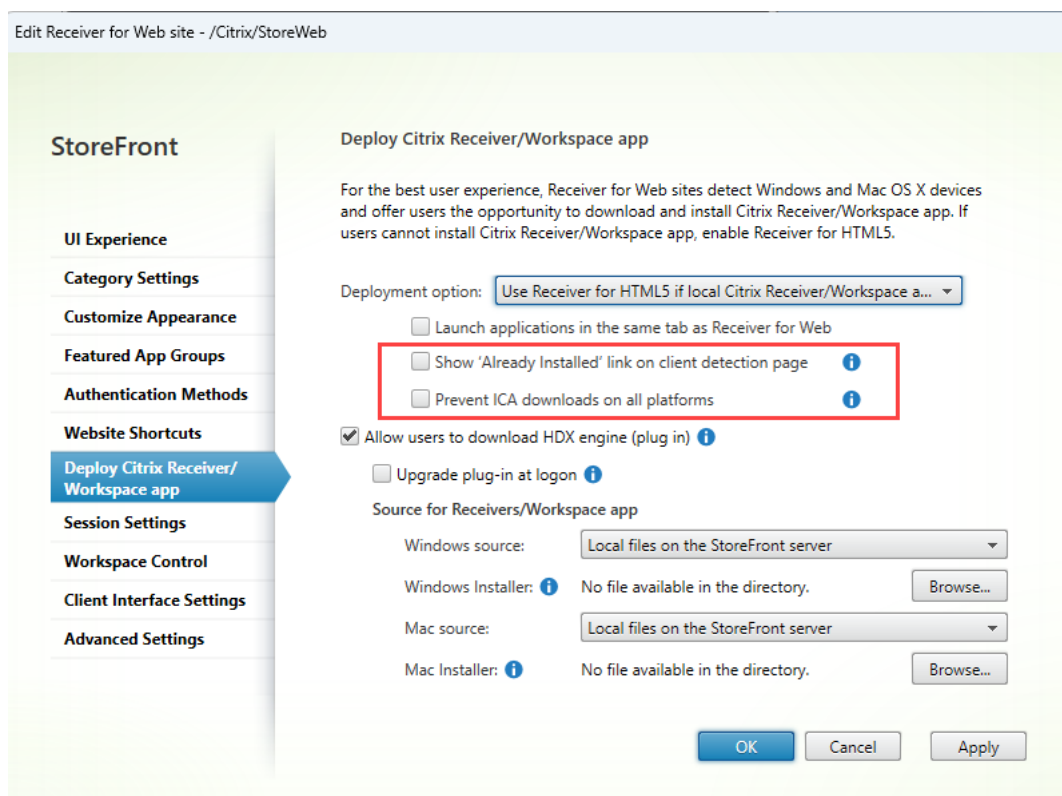 Edit Receiver for Web site - /Citrix/StoreWeb
StoreFront
UI Experience
Category Settings
Customize Appearance
Featured App Groups
Authentication Methods
Website Shortcuts
Deploy Citrix Receiver/
Workspace app
Session Settings
Workspace Control
Client Interface Settings
Advanced Settings
Deploy Citrix Receiver/Workspace app
For the best user experience, Receiver for Web sites detect Windows and Mac OS X devices
and offer users the opportunity to download and install Citrix Receiver/Workspace app. If
users cannot install Citrix Receiver/Workspace app, enable Receiver for HTML5.
Deployment option: Use Receiver for HTML5 if local Citrix Receiver/Workspace a...
Launch applications in the same tab as Receiver for Web
Show ‘Already Installed’ link on client detection page
Prevent ICA downloads on all platforms
Allow users to download HDX engine (plug in)
Upgrade plug-in at logon
Source for Receivers/Workspace app
Windows source: Local files on the StoreFront server
Windows Installer: No file available in the directory. Browse...
Mac source: Local files on the StoreFront server
Mac Installer: No file available in the directory. Browse...
OK Cancel Apply